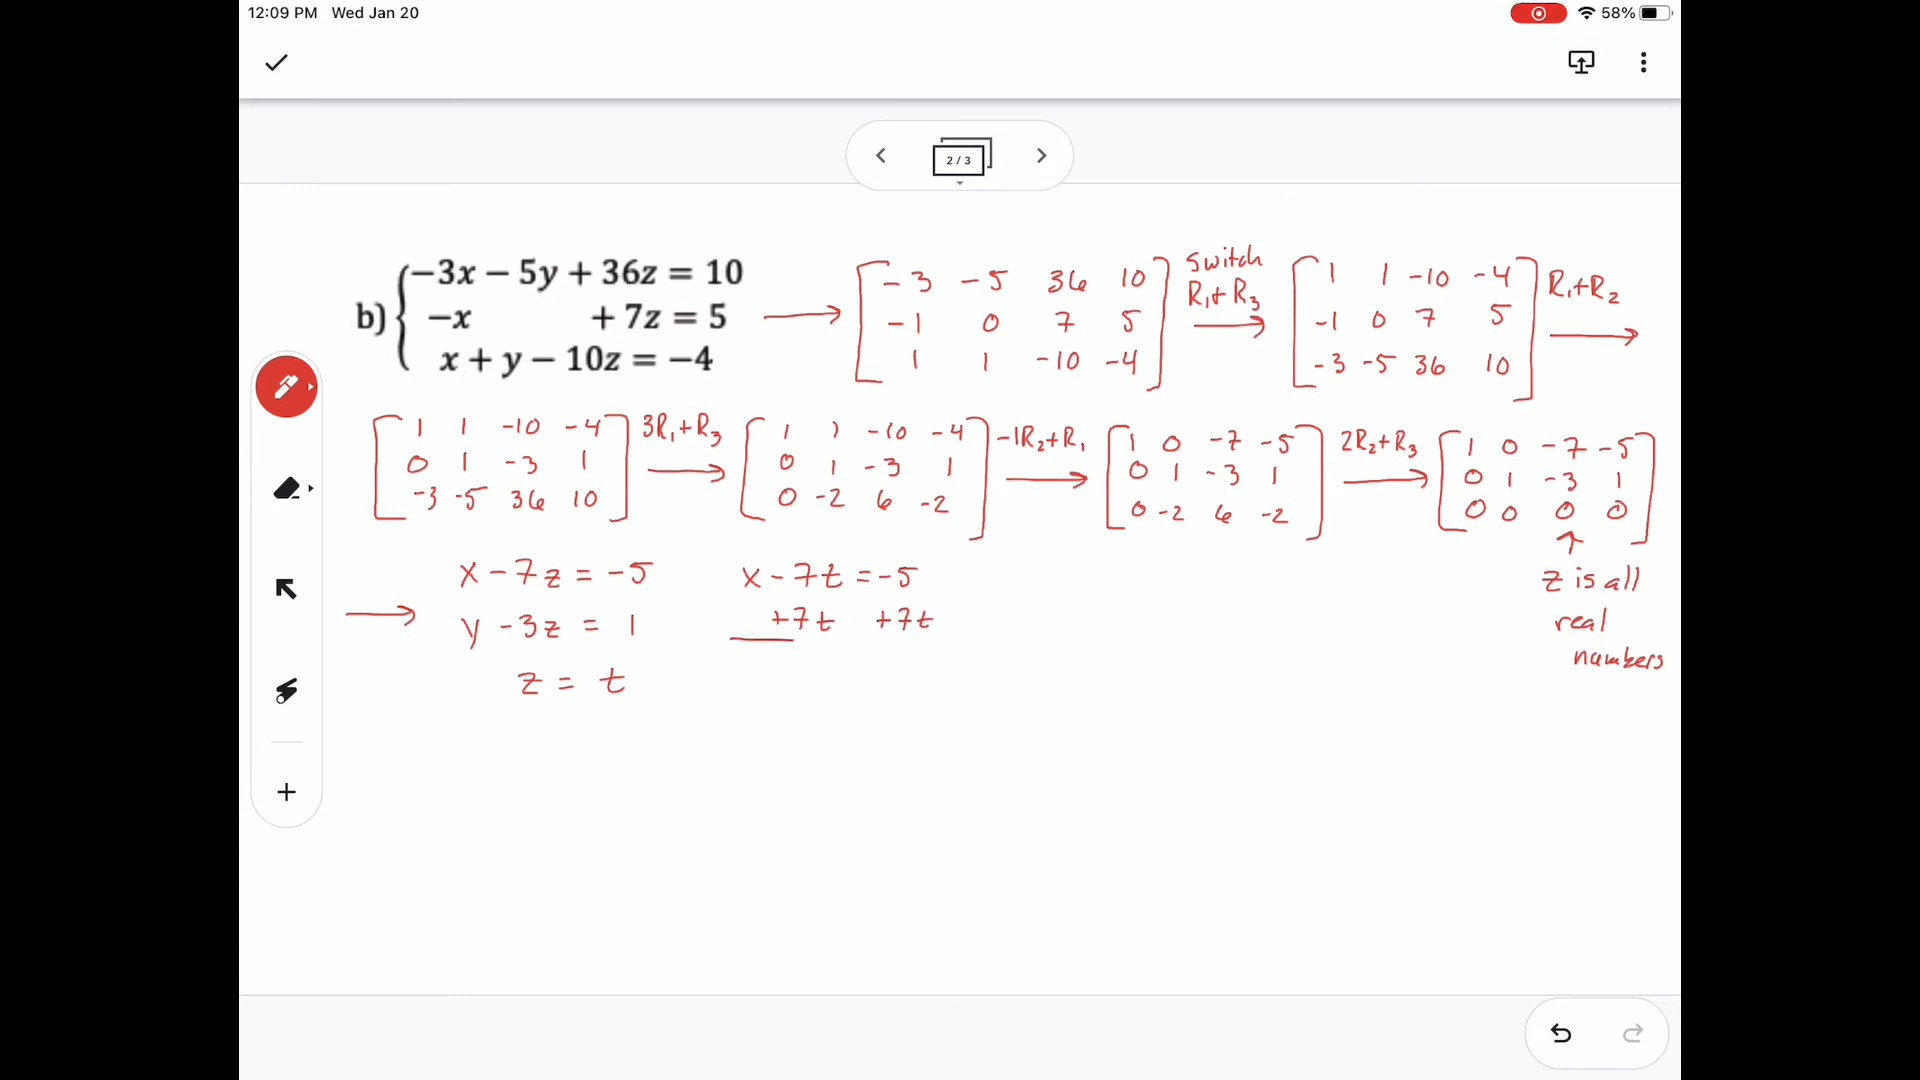 12:09 PM Wed Jan 20
58%
2 / 3
b) { −3x − 5y + 36z = 10
−x + 7z = 5
x + y − 10z = −4
[ -3 -5 36 10 ]
[ -1 0 7 5 ]
[ 1 1 -10 -4 ]
Switch
R₁+R₃
→
[ 1 1 -10 -4 ]
[ -1 0 7 5 ]
[ -3 -5 36 10 ]
R₁+R₂
→
[ 1 1 -10 -4 ]
[ 0 1 -3 1 ]
[ -3 -5 36 10 ]
3R₁+R₃
→
[ 1 1 -10 -4 ]
[ 0 1 -3 1 ]
[ 0 -2 6 -2 ]
-1R₂+R₁
→
[ 1 0 -7 -5 ]
[ 0 1 -3 1 ]
[ 0 -2 6 -2 ]
2R₂+R₃
→
[ 1 0 -7 -5 ]
[ 0 1 -3 1 ]
[ 0 0 0 0 ]
↑
z is all
real
numbers
→
x - 7z = -5
y - 3z = 1
z = t
x - 7t = -5
+7t +7t